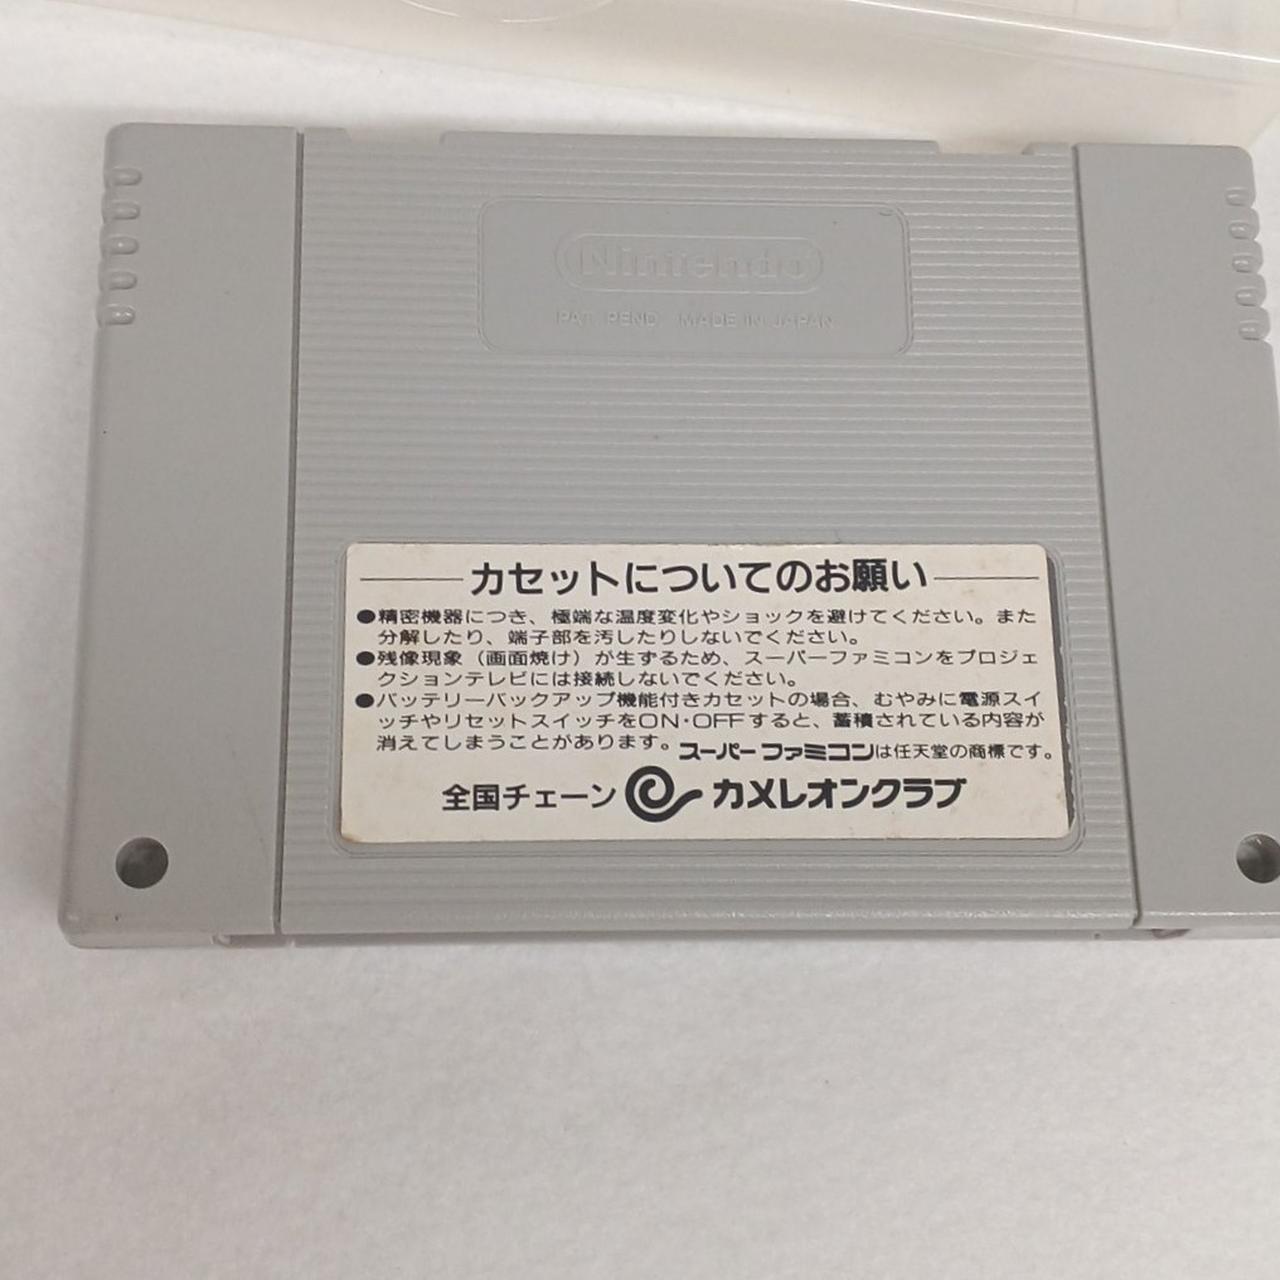 Nintendo
PAT. PEND. MADE IN JAPAN
カセットについてのお願い
●精密機器につき、極端な温度変化やショックを避けてください。また
分解したり、端子部を汚したりしないでください。
●残像現象（画面焼け）が生ずるため、スーパーファミコンをプロジェ
クションテレビには接続しないでください。
●バッテリーバックアップ機能付きカセットの場合、むやみに電源スイ
ッチやリセットスイッチをON・OFFすると、蓄積されている内容が
消えてしまうことがあります。
スーパーファミコンは任天堂の商標です。
全国チェーン カメレオンクラブ